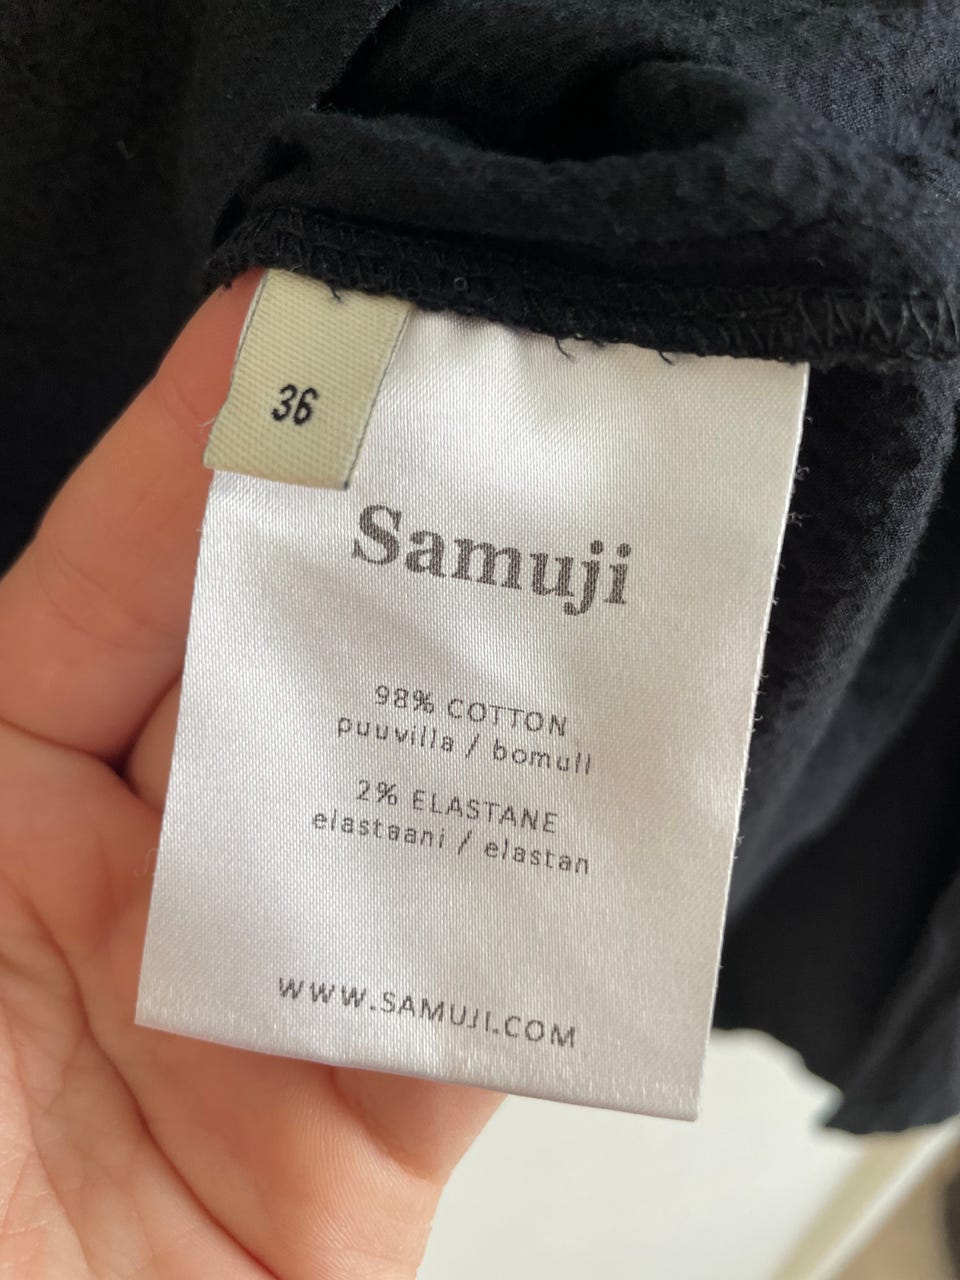 36
Samuji
98% COTTON
puuvilla / bomull
2% ELASTANE
elastaani / elastan
WWW.SAMUJI.COM